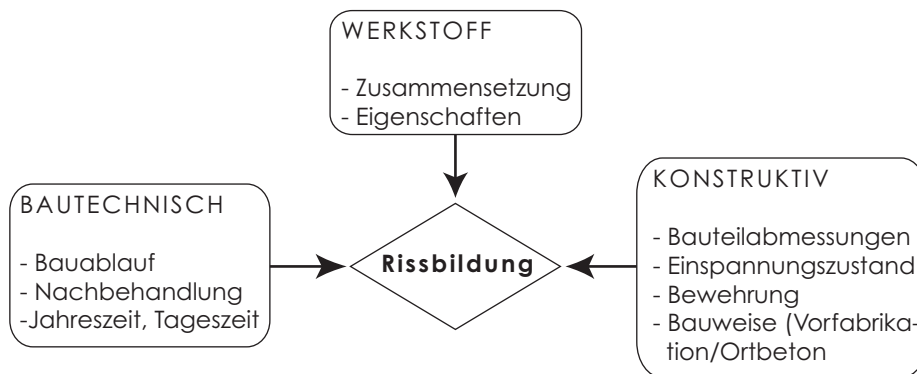 WERKSTOFF
- Zusammensetzung
- Eigenschaften
BAUTECHNISCH
- Bauablauf
- Nachbehandlung
-Jahreszeit, Tageszeit
Rissbildung
KONSTRUKTIV
- Bauteilabmessungen
- Einspannungszustand
- Bewehrung
- Bauweise (Vorfabrika-
tion/Ortbeton